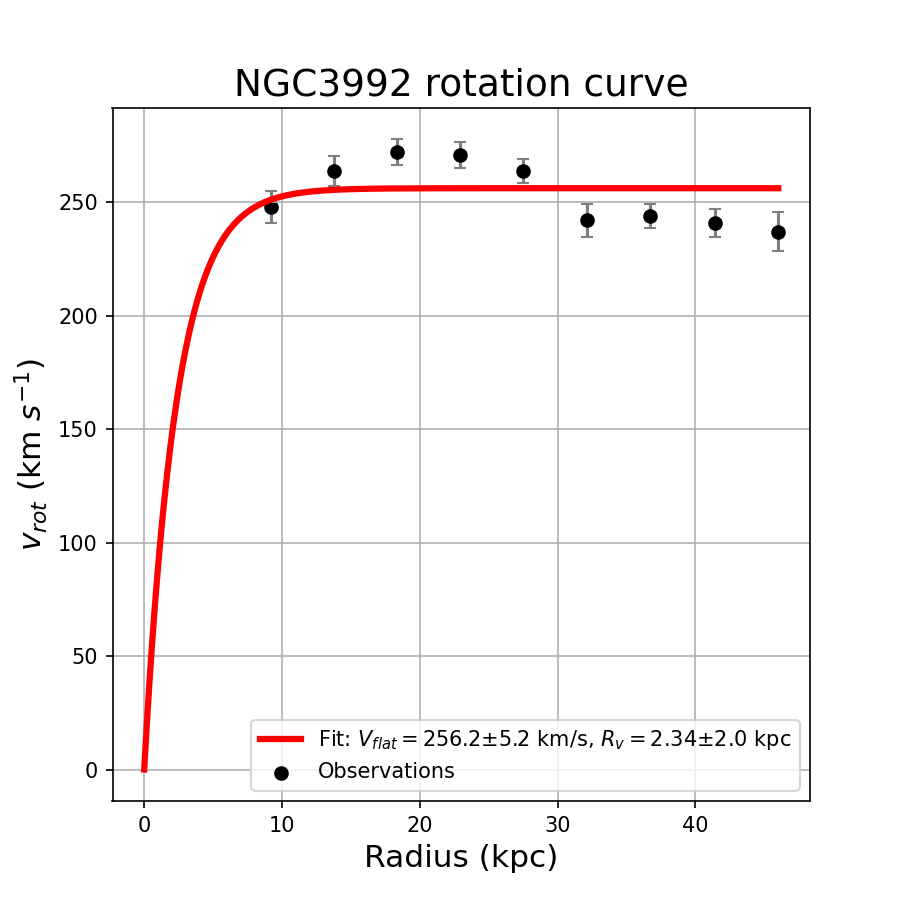 NGC3992 rotation curve
250
200
150
100
50
0
v_rot (km s⁻¹)
Fit: V_flat = 256.2±5.2 km/s, R_v = 2.34±2.0 kpc
Observations
0 10 20 30 40
Radius (kpc)